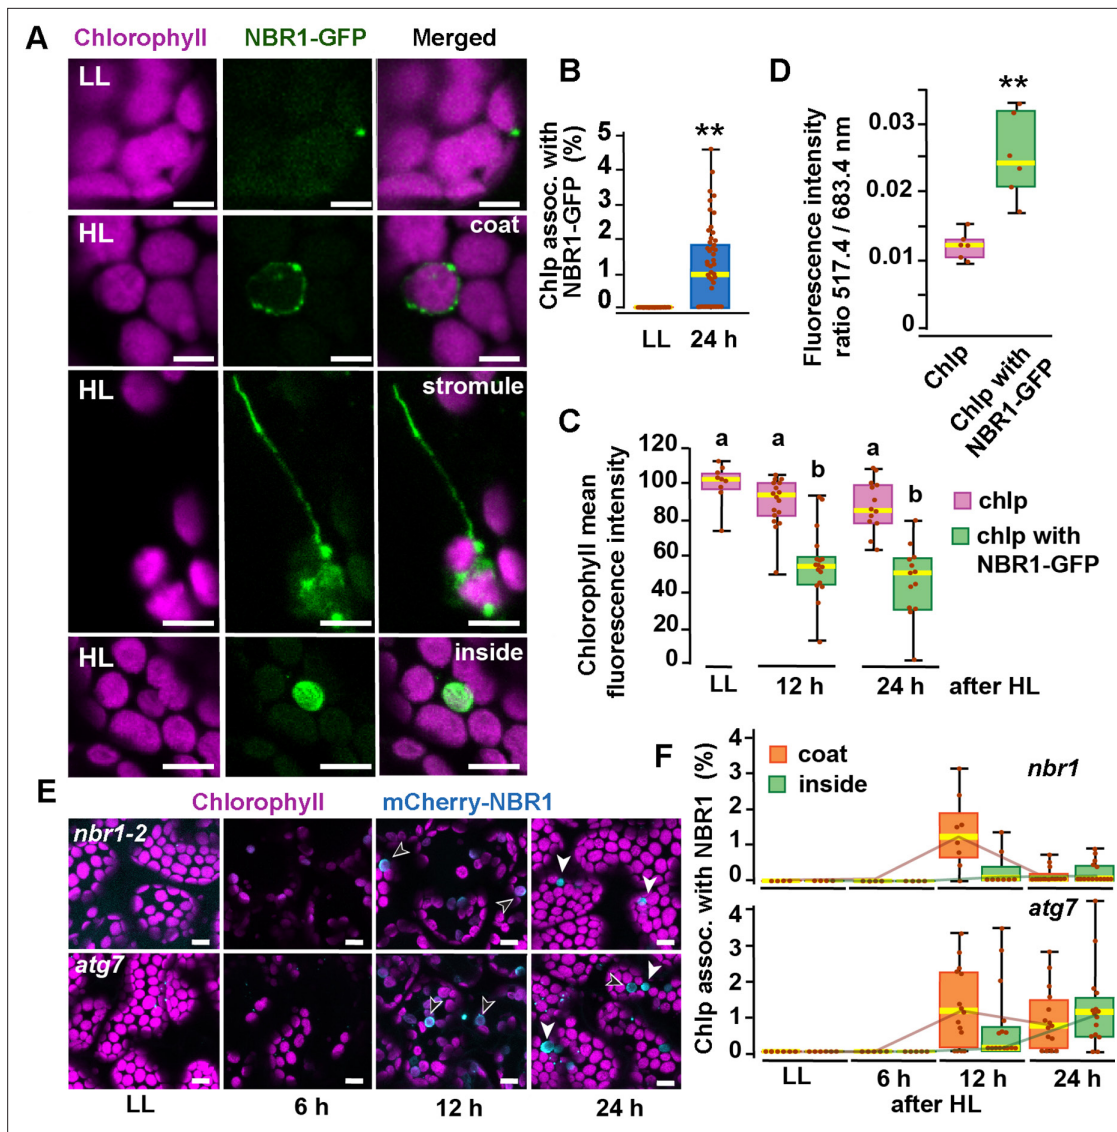 A
Chlorophyll NBR1-GFP Merged
LL
HL
coat
HL
stromule
HL
inside
B
Chlp assoc. with
NBR1-GFP (%)
5
4
3
2
1
0
**
LL 24 h
D
Fluorescence intensity
ratio 517.4 / 683.4 nm
0.03
0.02
0.01
0
**
Chlp
Chlp with
NBR1-GFP
C
Chlorophyll mean
fluorescence intensity
120
100
80
60
40
20
0
a
a
b
a
b
LL 12 h 24 h after HL
chlp
chlp with
NBR1-GFP
E
Chlorophyll mCherry-NBR1
nbr1-2
atg7
LL 6 h 12 h 24 h
F
Chlp assoc. with NBR1 (%)
4
3
2
1
0
coat
inside
nbr1
4
3
2
1
0
atg7
LL 6 h 12 h 24 h
after HL